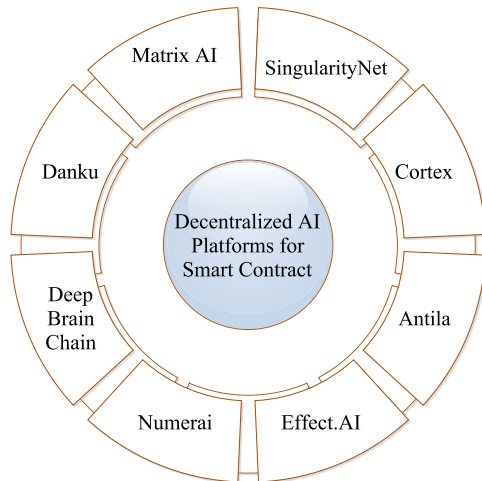 Matrix AI
SingularityNet
Danku
Cortex
Decentralized AI
Platforms for
Smart Contract
Deep
Brain
Chain
Antila
Numerai
Effect.AI